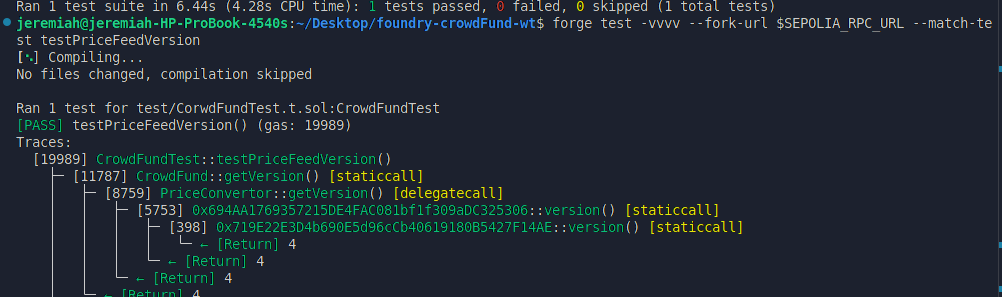 Ran 1 test suite in 6.44s (4.28s CPU time): 1 tests passed, 0 failed, 0 skipped (1 total tests)
jeremiah@jeremiah-HP-ProBook-4540s:~/Desktop/foundry-crowdFund-wt$ forge test -vvvv --fork-url $SEPOLIA_RPC_URL --match-te
st testPriceFeedVersion
[⠒] Compiling...
No files changed, compilation skipped
Ran 1 test for test/CorwdFundTest.t.sol:CrowdFundTest
[PASS] testPriceFeedVersion() (gas: 19989)
Traces:
[19989] CrowdFundTest::testPriceFeedVersion()
├─ [11787] CrowdFund::getVersion() [staticcall]
│ ├─ [8759] PriceConvertor::getVersion() [delegatecall]
│ │ ├─ [5753] 0x694AA1769357215DE4FAC081bf1f309aDC325306::version() [staticcall]
│ │ │ ├─ [398] 0x719E22E3D4b690E5d96cCb40619180B5427F14AE::version() [staticcall]
│ │ │ │ └─ ← [Return] 4
│ │ │ └─ ← [Return] 4
│ │ └─ ← [Return] 4
│ └─ ← [Return] 4